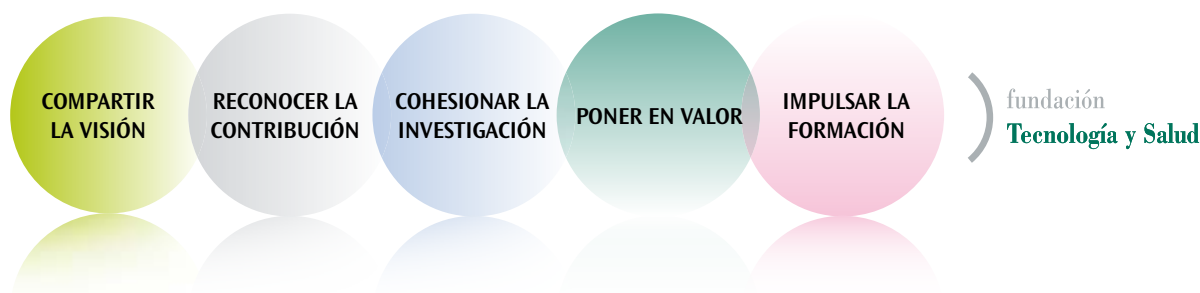 COMPARTIR
LA VISIÓN
RECONOCER LA
CONTRIBUCIÓN
COHESIONAR LA
INVESTIGACIÓN
PONER EN VALOR
IMPULSAR LA
FORMACIÓN
fundación
Tecnología y Salud